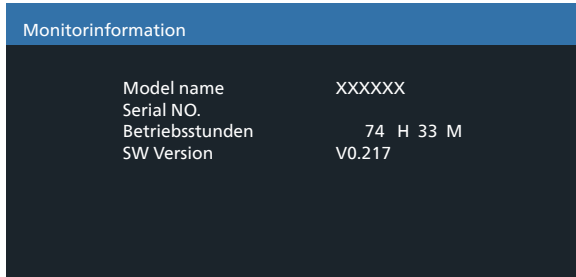 Monitorinformation
Model name XXXXXX
Serial NO.
Betriebsstunden 74 H 33 M
SW Version V0.217